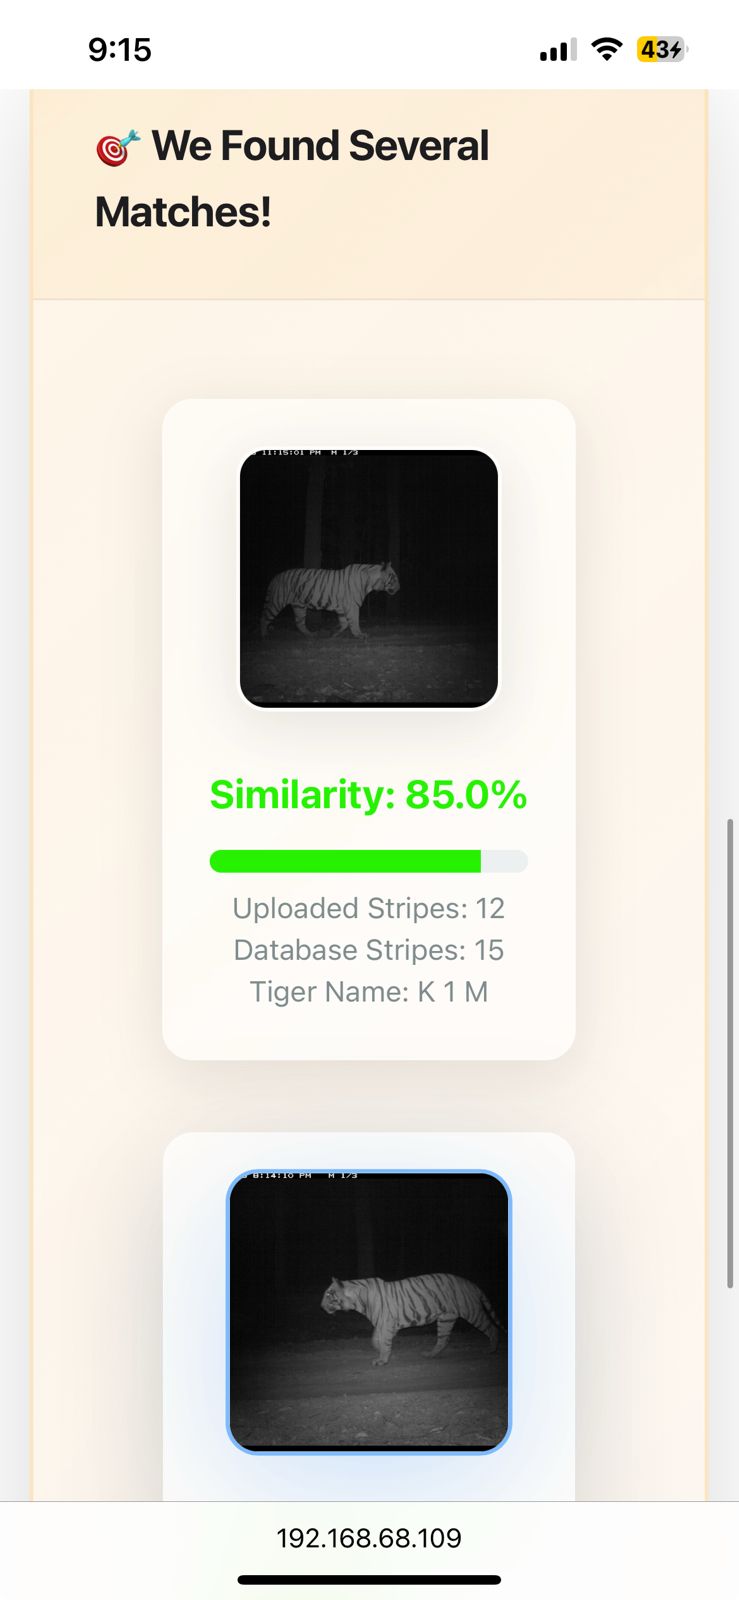 9:15
43
🎯 We Found Several
Matches!
11:15:01 PM M 1/3
Similarity: 85.0%
Uploaded Stripes: 12
Database Stripes: 15
Tiger Name: K 1 M
8:14:10 PM M 1/3
192.168.68.109